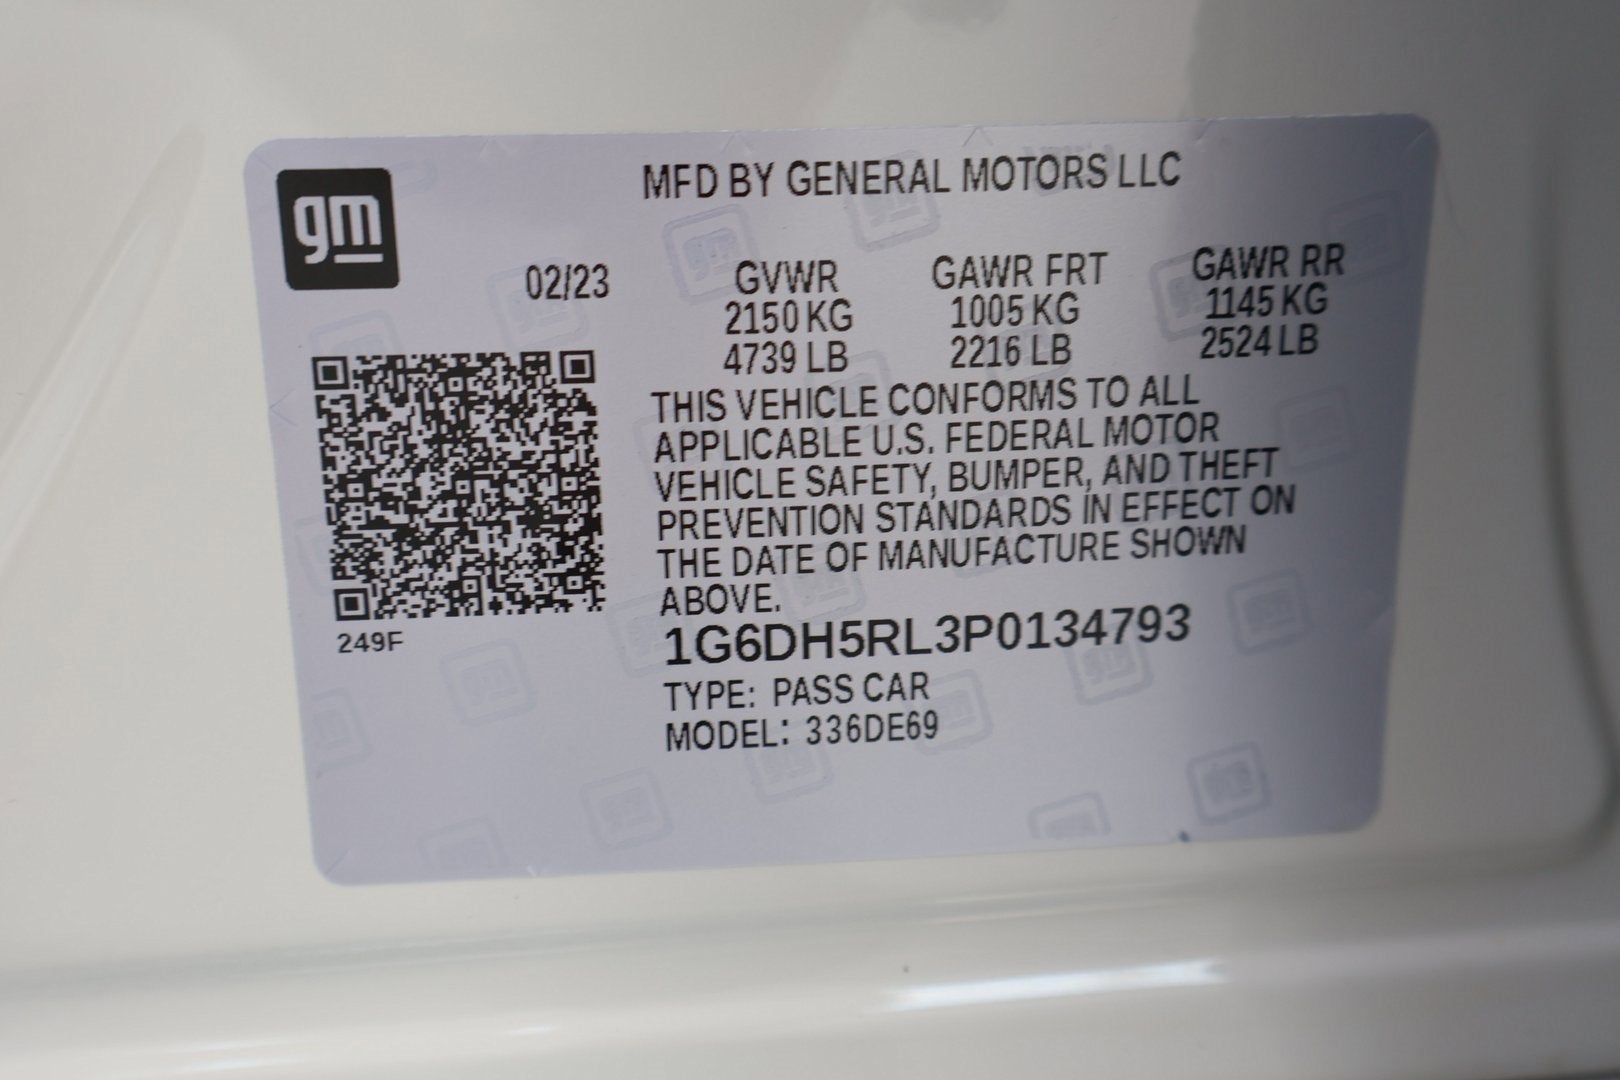 gm
MFD BY GENERAL MOTORS LLC
02/23 GVWR GAWR FRT GAWR RR
2150 KG 1005 KG 1145 KG
4739 LB 2216 LB 2524 LB
THIS VEHICLE CONFORMS TO ALL
APPLICABLE U.S. FEDERAL MOTOR
VEHICLE SAFETY, BUMPER, AND THEFT
PREVENTION STANDARDS IN EFFECT ON
THE DATE OF MANUFACTURE SHOWN
ABOVE.
249F
1G6DH5RL3P0134793
TYPE: PASS CAR
MODEL: 336DE69